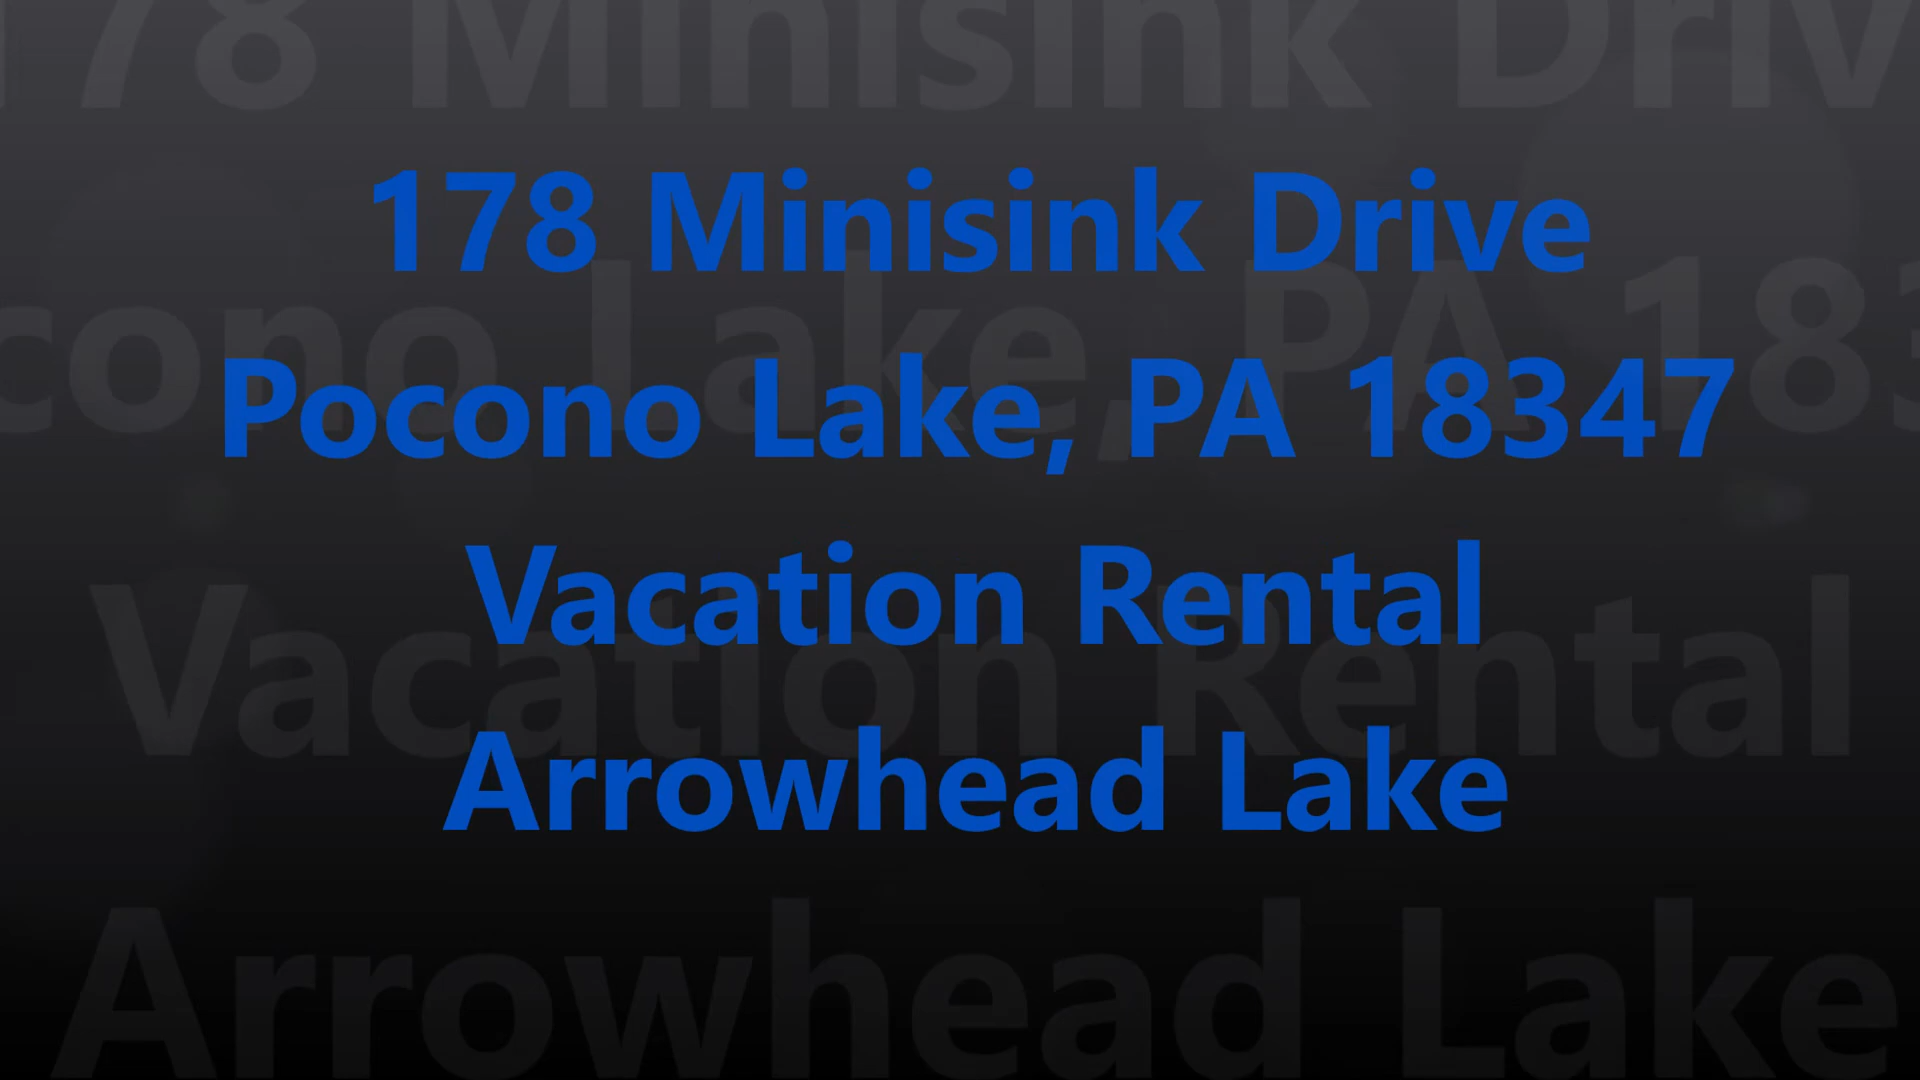 178 Minisink Drive
Pocono Lake, PA 18347
Vacation Rental
Arrowhead Lake